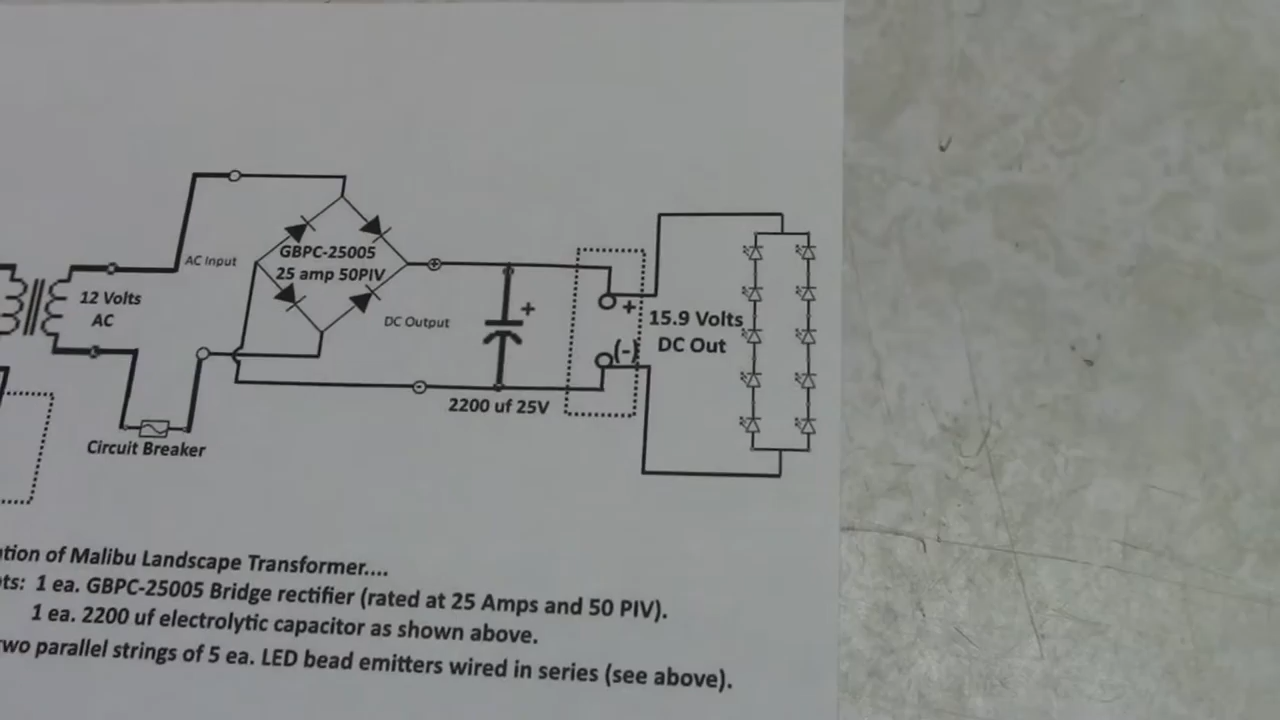 GBPC-25005
25 amp 50PIV
AC Input
12 Volts
AC
DC Output
+
(-)
+
15.9 Volts
DC Out
2200 uf 25V
Circuit Breaker
of Malibu Landscape Transformer....
1 ea. GBPC-25005 Bridge rectifier (rated at 25 Amps and 50 PIV).
1 ea. 2200 uf electrolytic capacitor as shown above.
parallel strings of 5 ea. LED bead emitters wired in series (see above).